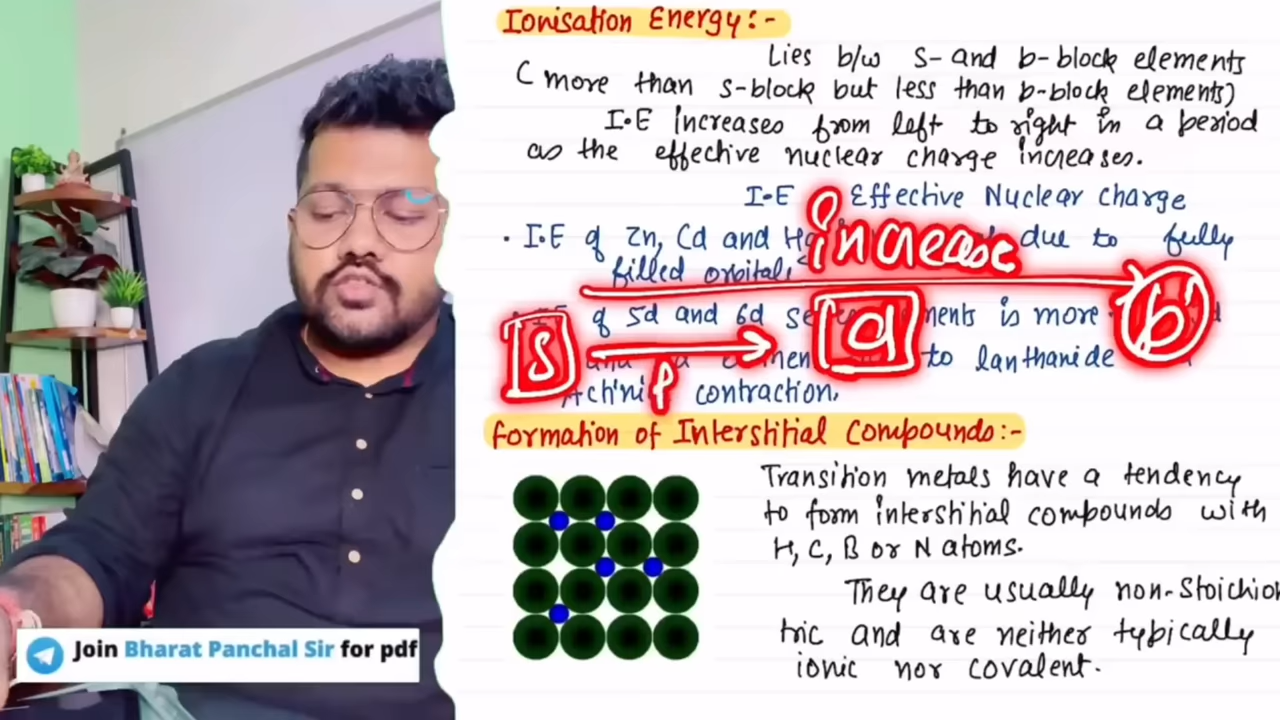 Ionisation Energy:-
Lies b/w S- and p-block elements
( more than s-block but less than p-block elements)
I.E increases from left to right in a period
as the effective nuclear charge increases.
I.E Effective Nuclear charge
• I.E of Zn, Cd and Hg due to fully
increase
filled orbitals
of 5d and 6d elements is more
S d p
to lanthanide
contraction.
Formation of Interstitial Compounds:-
Transition metals have a tendency
to form interstitial compounds with
H, C, B or N atoms.
They are usually non-Stoichiom
tric and are neither typically
ionic nor covalent.
Join Bharat Panchal Sir for pdf